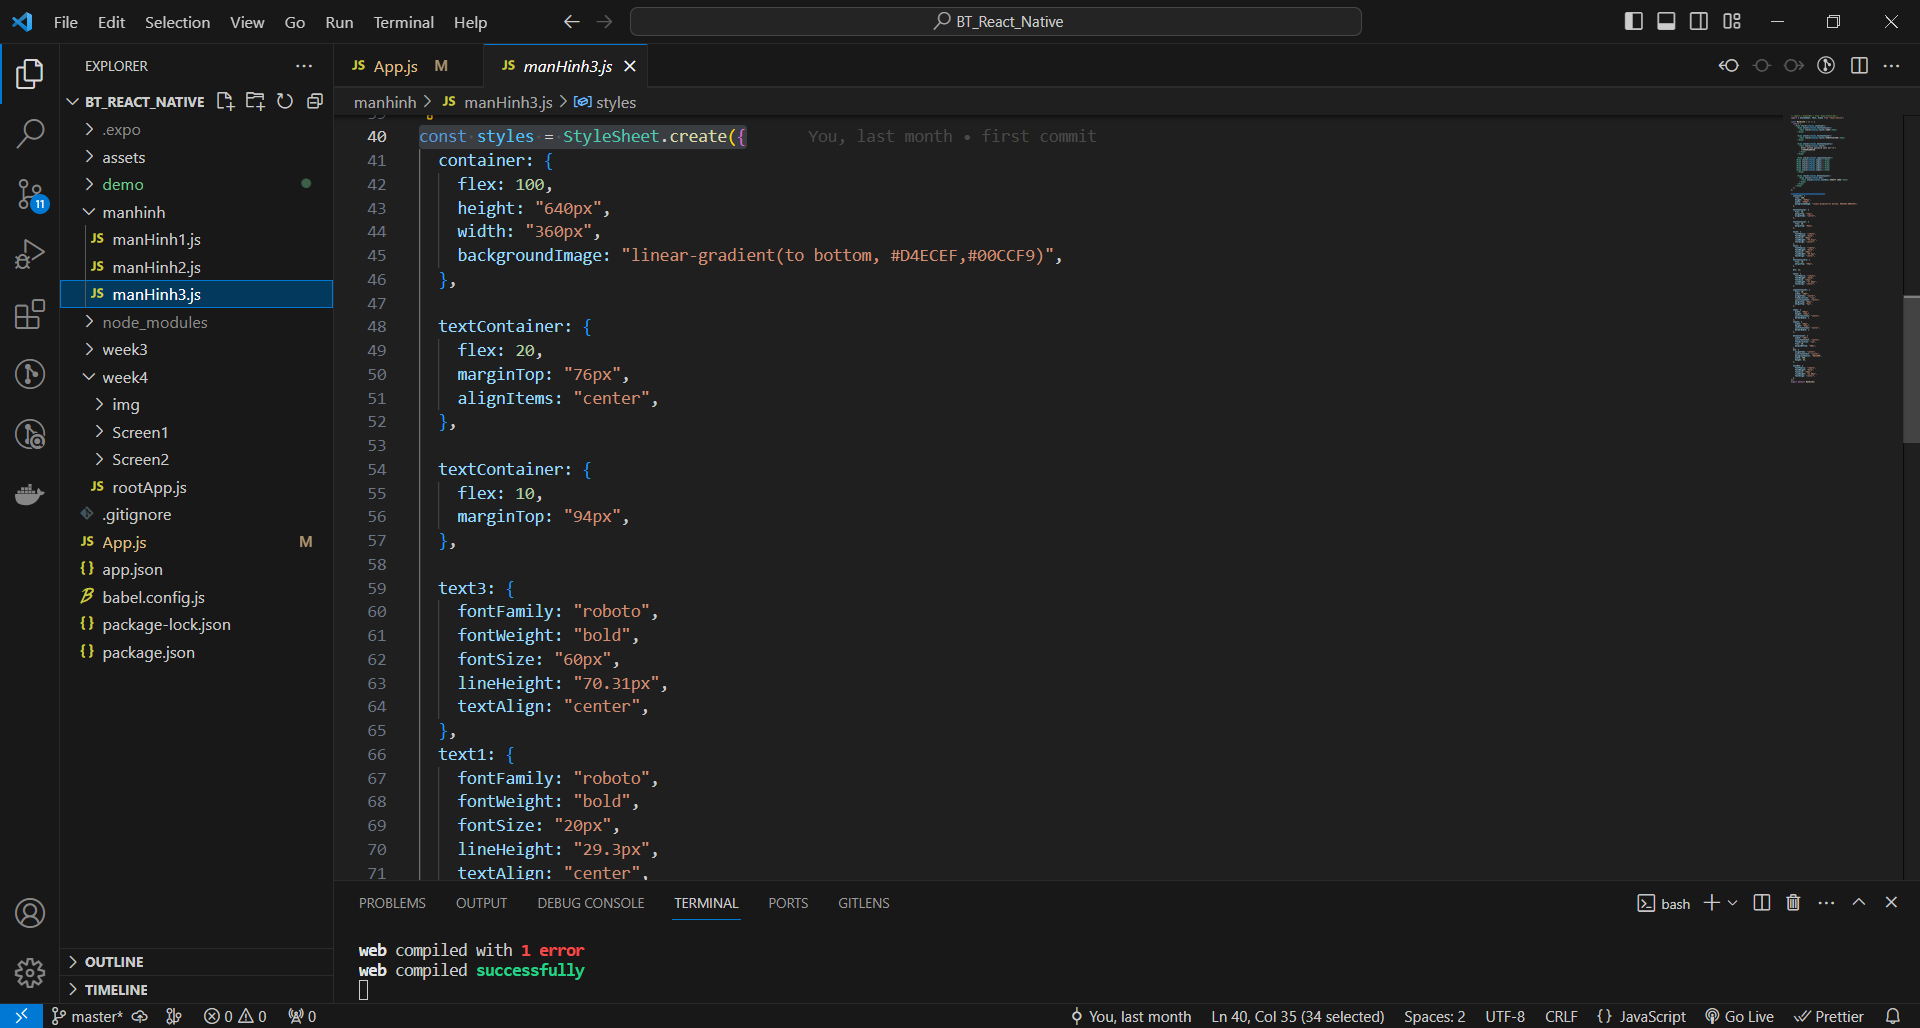 File Edit Selection View Go Run Terminal Help
BT_React_Native
EXPLORER
BT_REACT_NATIVE
.expo
assets
demo
manhinh
JS manHinh1.js
JS manHinh2.js
JS manHinh3.js
node_modules
week3
week4
img
Screen1
Screen2
JS rootApp.js
.gitignore
JS App.js M
{} app.json
babel.config.js
{} package-lock.json
{} package.json
OUTLINE
TIMELINE
11
JS App.js M
JS manHinh3.js
manhinh > JS manHinh3.js > styles
40 const styles = StyleSheet.create({ You, last month • first commit
41 container: {
42 flex: 100,
43 height: "640px",
44 width: "360px",
45 backgroundImage: "linear-gradient(to bottom, #D4ECEF,#00CCF9)",
46 },
47
48 textContainer: {
49 flex: 20,
50 marginTop: "76px",
51 alignItems: "center",
52 },
53
54 textContainer: {
55 flex: 10,
56 marginTop: "94px",
57 },
58
59 text3: {
60 fontFamily: "roboto",
61 fontWeight: "bold",
62 fontSize: "60px",
63 lineHeight: "70.31px",
64 textAlign: "center",
65 },
66 text1: {
67 fontFamily: "roboto",
68 fontWeight: "bold",
69 fontSize: "20px",
70 lineHeight: "29.3px",
71 textAlign: "center",
PROBLEMS OUTPUT DEBUG CONSOLE TERMINAL PORTS GITLENS
bash
web compiled with 1 error
web compiled successfully
master* 0 0 0 You, last month Ln 40, Col 35 (34 selected) Spaces: 2 UTF-8 CRLF {} JavaScript Go Live Prettier